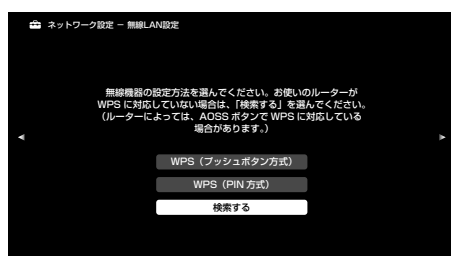 ネットワーク設定 － 無線LAN設定
無線機器の設定方法を選んでください。お使いのルーターが
WPS に対応していない場合は、「検索する」を選んでください。
（ルーターによっては、AOSS ボタンで WPS に対応している
場合があります。）
WPS（プッシュボタン方式）
WPS（PIN 方式）
検索する